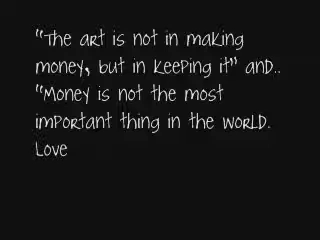 "The art is not in making
money, but in keeping it" and..
"Money is not the most
important thing in the world.
Love